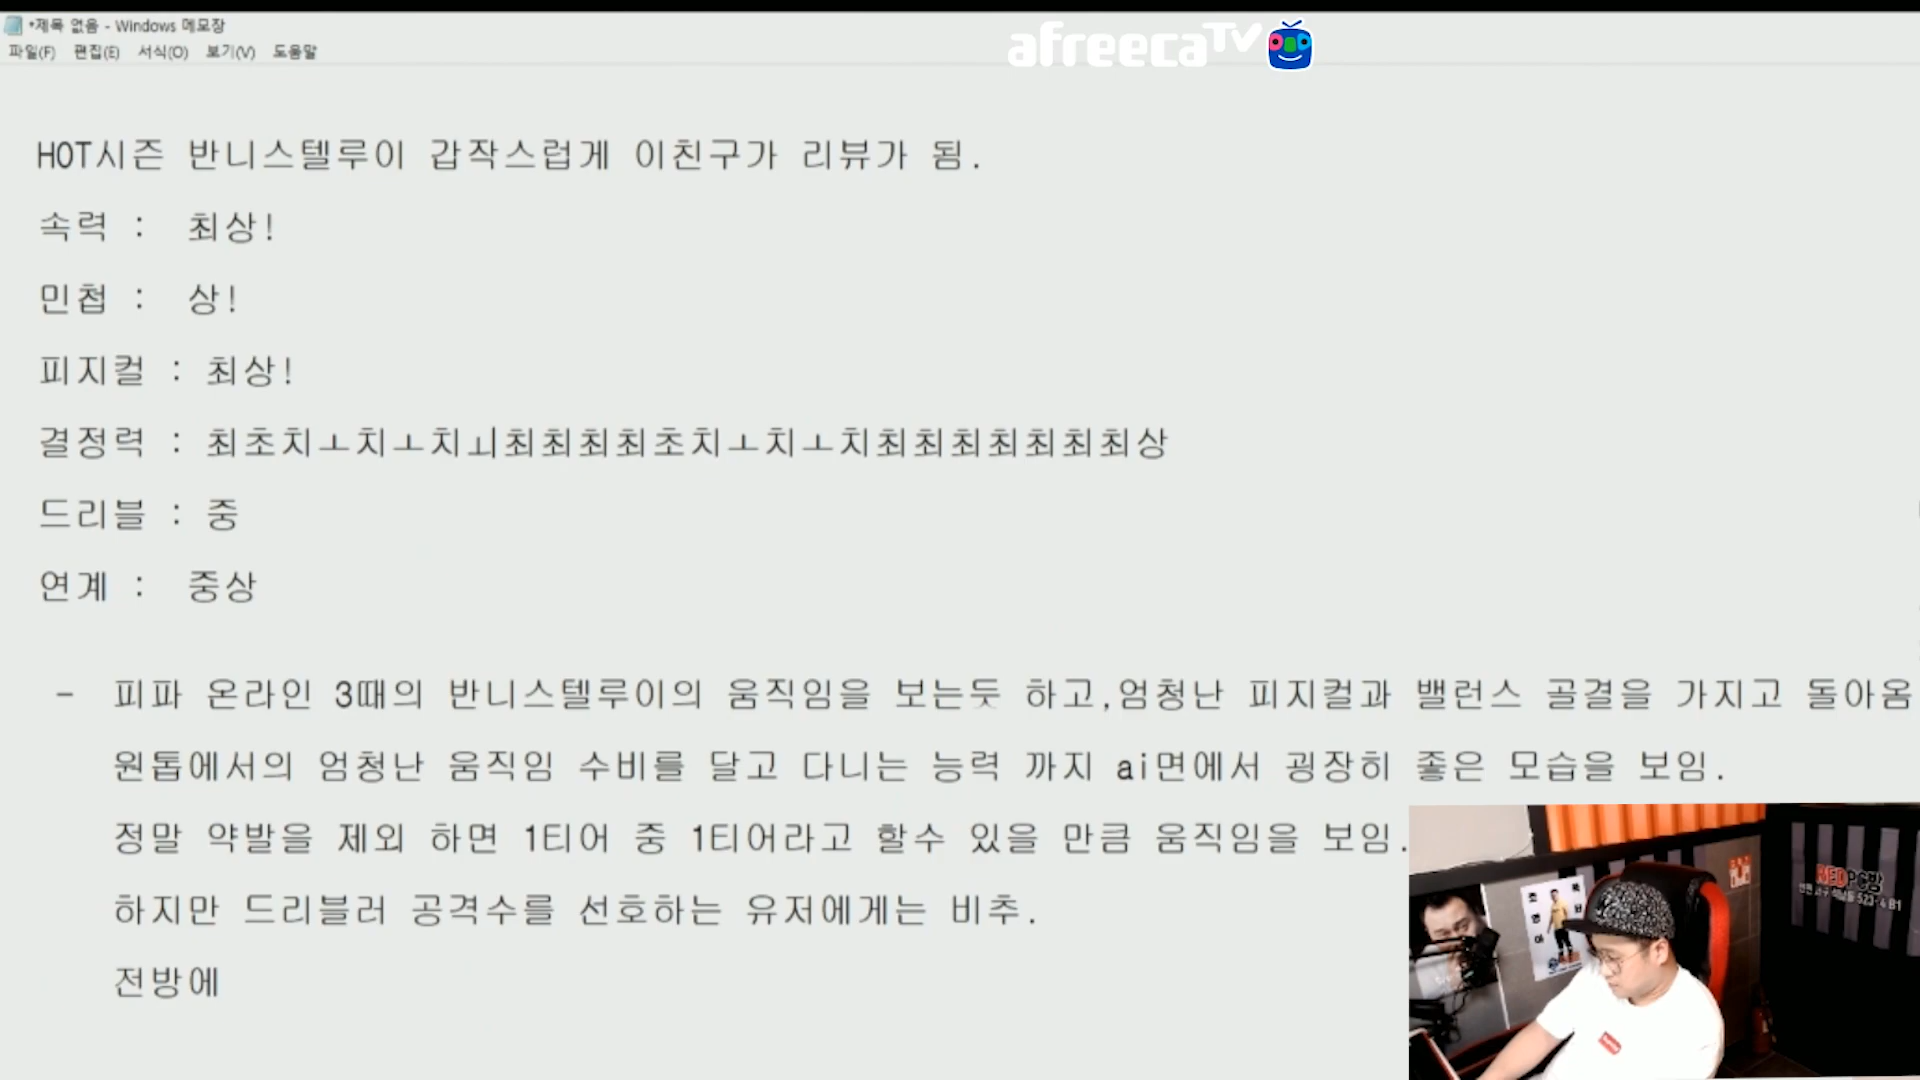 *제목 없음 - Windows 메모장
파일(F) 편집(E) 서식(O) 보기(V) 도움말
afreecaTV
HOT시즌 반니스텔루이 갑작스럽게 이친구가 리뷰가 됨.
속력 : 최상!
민첩 : 상!
피지컬 : 최상!
결정력 : 최초치ㅗ치ㅗ치ㅚ최최최최초치ㅗ치ㅗ치최최최최최최최상
드리블 : 중
연계 : 중상
- 피파 온라인 3때의 반니스텔루이의 움직임을 보는듯 하고,엄청난 피지컬과 밸런스 골결을 가지고 돌아옴
원톱에서의 엄청난 움직임 수비를 달고 다니는 능력 까지 ai면에서 굉장히 좋은 모습을 보임.
정말 약발을 제외 하면 1티어 중 1티어라고 할수 있을 만큼 움직임을 보임.
하지만 드리블러 공격수를 선호하는 유저에게는 비추.
전방에
REDPC방